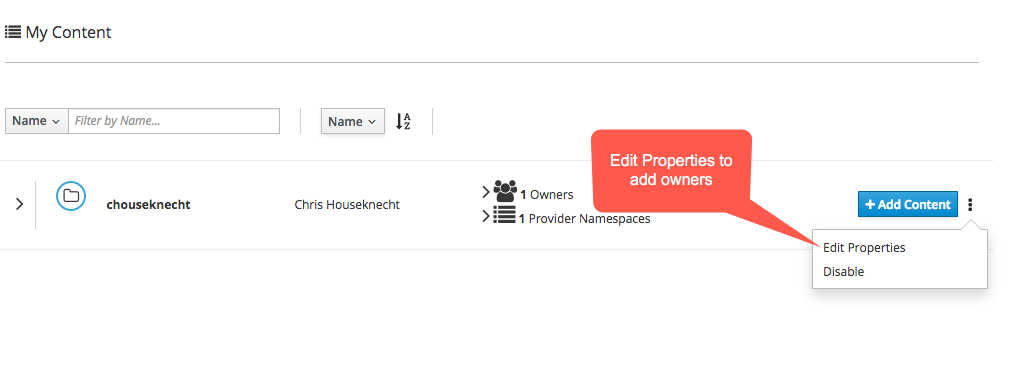 My Content
Name
Filter by Name...
Name
A
Z
Edit Properties to
add owners
chouseknecht
Chris Houseknecht
1 Owners
1 Provider Namespaces
+ Add Content
Edit Properties
Disable